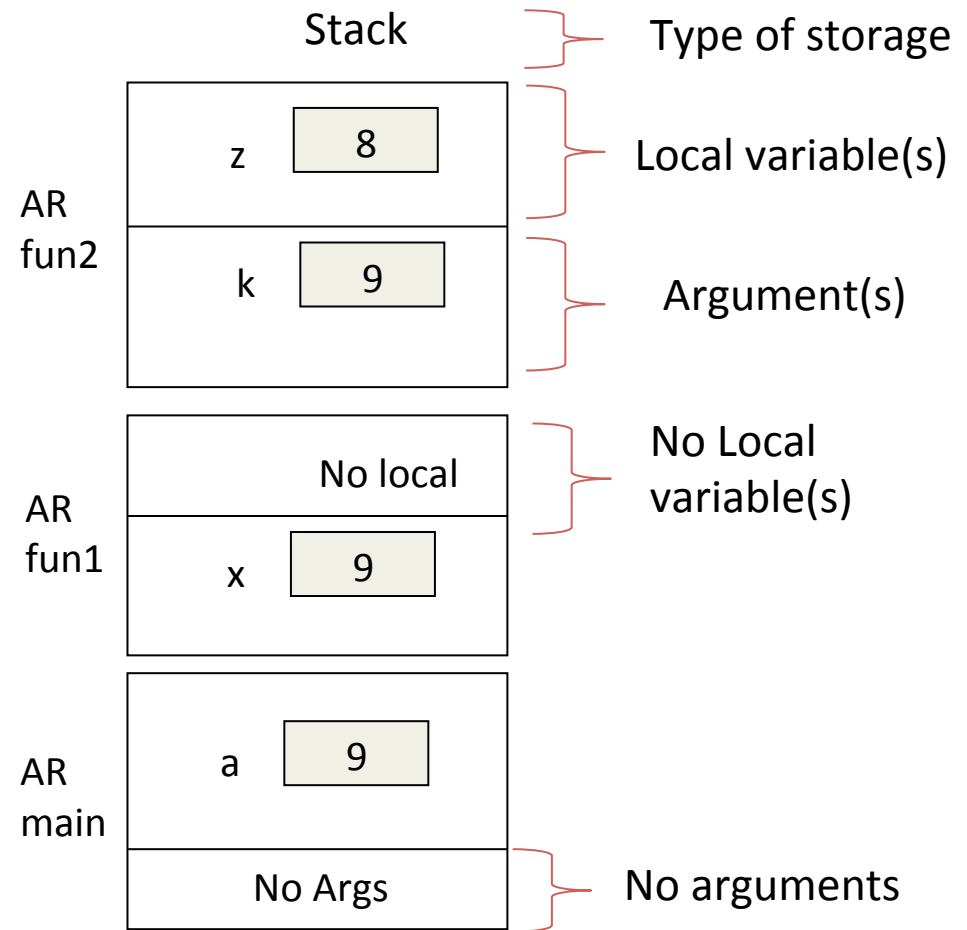 Stack
Type of storage
z
8
Local variable(s)
AR
fun2
k
9
Argument(s)
No Local
variable(s)
No local
AR
fun1
x
9
a
9
AR
main
No Args
No arguments